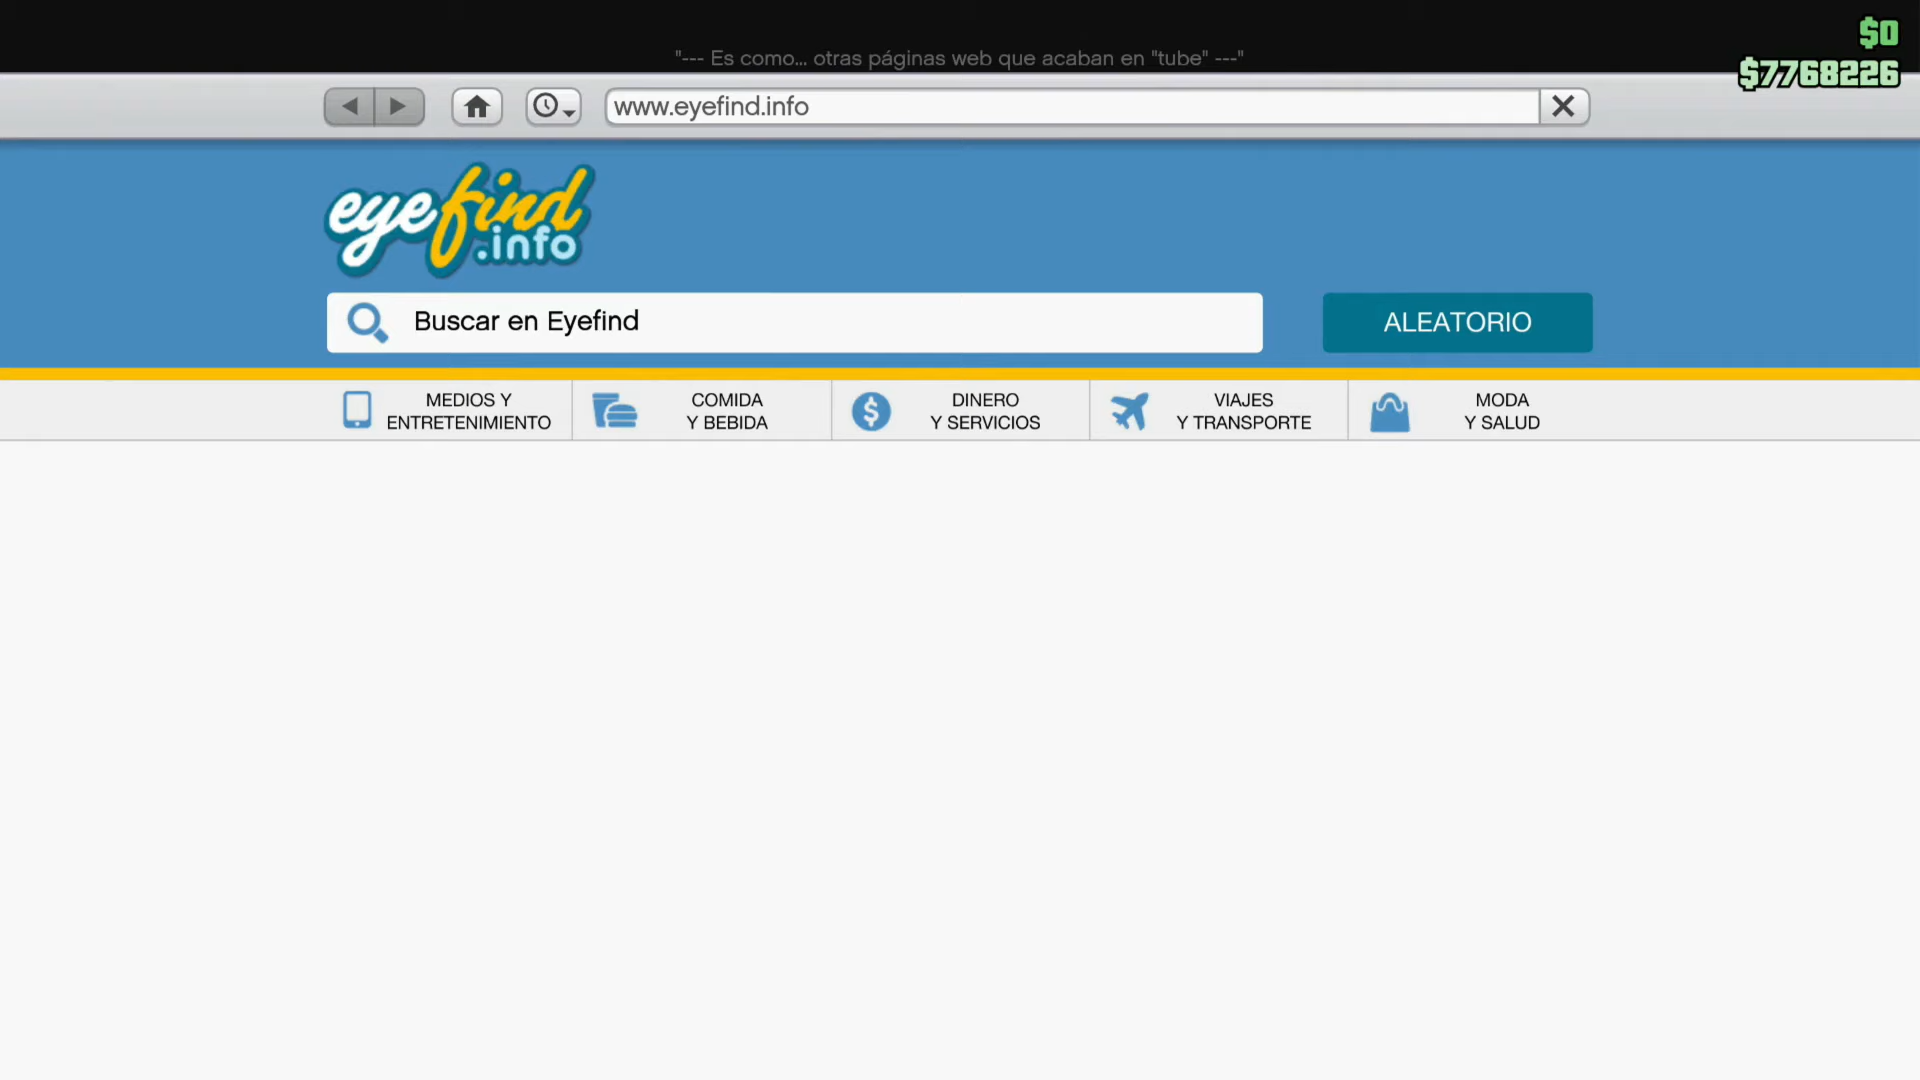 $0
"--- Es como... otras páginas web que acaban en "tube" ---"
$7768226
www.eyefind.info
eyefind
.info
Buscar en Eyefind
ALEATORIO
MEDIOS Y
ENTRETENIMIENTO
COMIDA
Y BEBIDA
DINERO
Y SERVICIOS
VIAJES
Y TRANSPORTE
MODA
Y SALUD